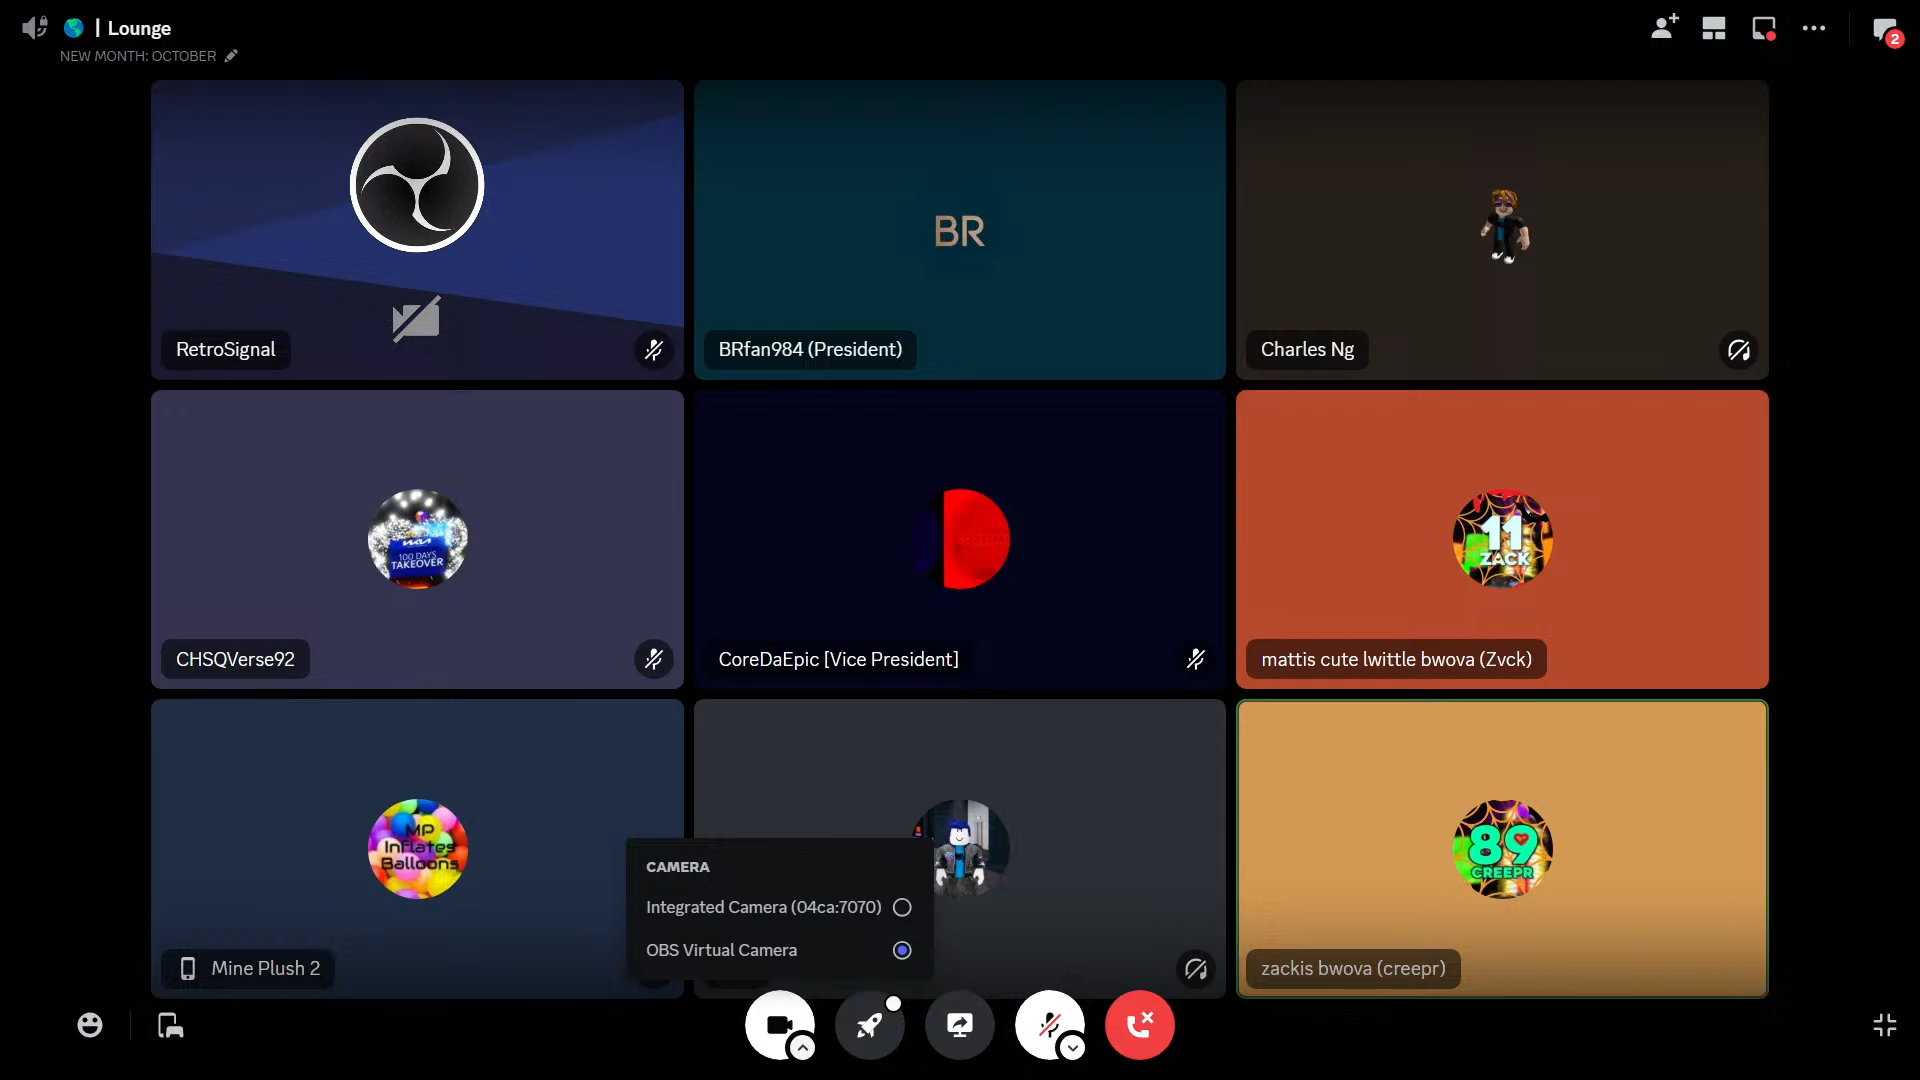 | Lounge
NEW MONTH: OCTOBER
2
BR
RetroSignal
BRfan984 (President)
Charles Ng
100 DAYS
TAKEOVER
11
ZACK
CHSQVerse92
CoreDaEpic [Vice President]
mattis cute lwittle bwova (Zvck)
MP
Inflates
Balloons
89
CREEPR
CAMERA
Integrated Camera (04ca:7070)
OBS Virtual Camera
Mine Plush 2
zackis bwova (creepr)